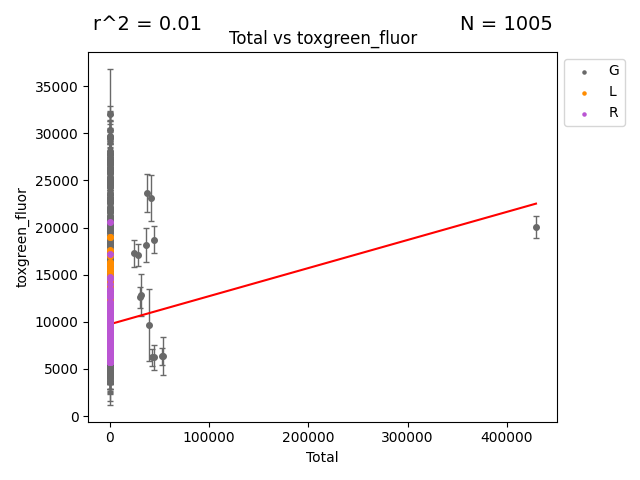 r^2 = 0.01
N = 1005
Total vs toxgreen_fluor
G
L
R
toxgreen_fluor
35000
30000
25000
20000
15000
10000
5000
0
0 100000 200000 300000 400000
Total